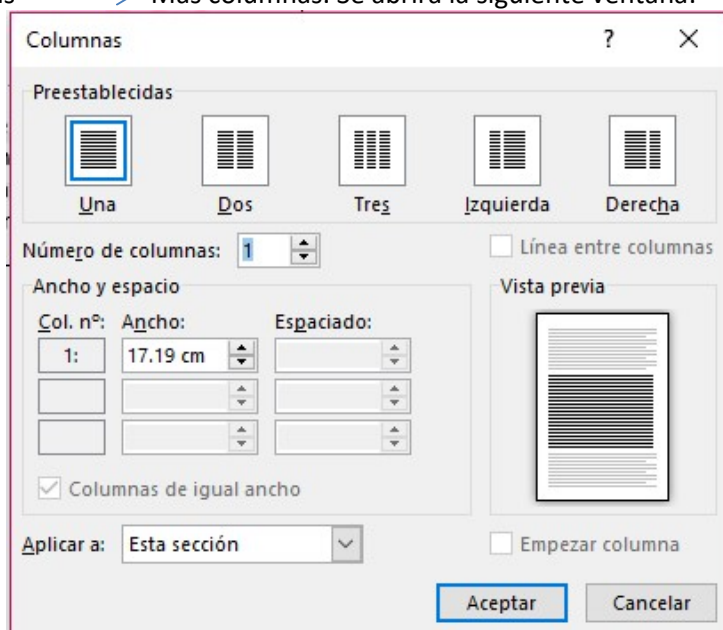 Más columnas. Se abrirá la siguiente ventana:
Columnas ? ×
Preestablecidas
Una Dos Tres Izquierda Derecha
Número de columnas: 1 Línea entre columnas
Ancho y espacio Vista previa
Col. nº: Ancho: Espaciado:
1: 17.19 cm
Columnas de igual ancho
Aplicar a: Esta sección Empezar columna
Aceptar Cancelar